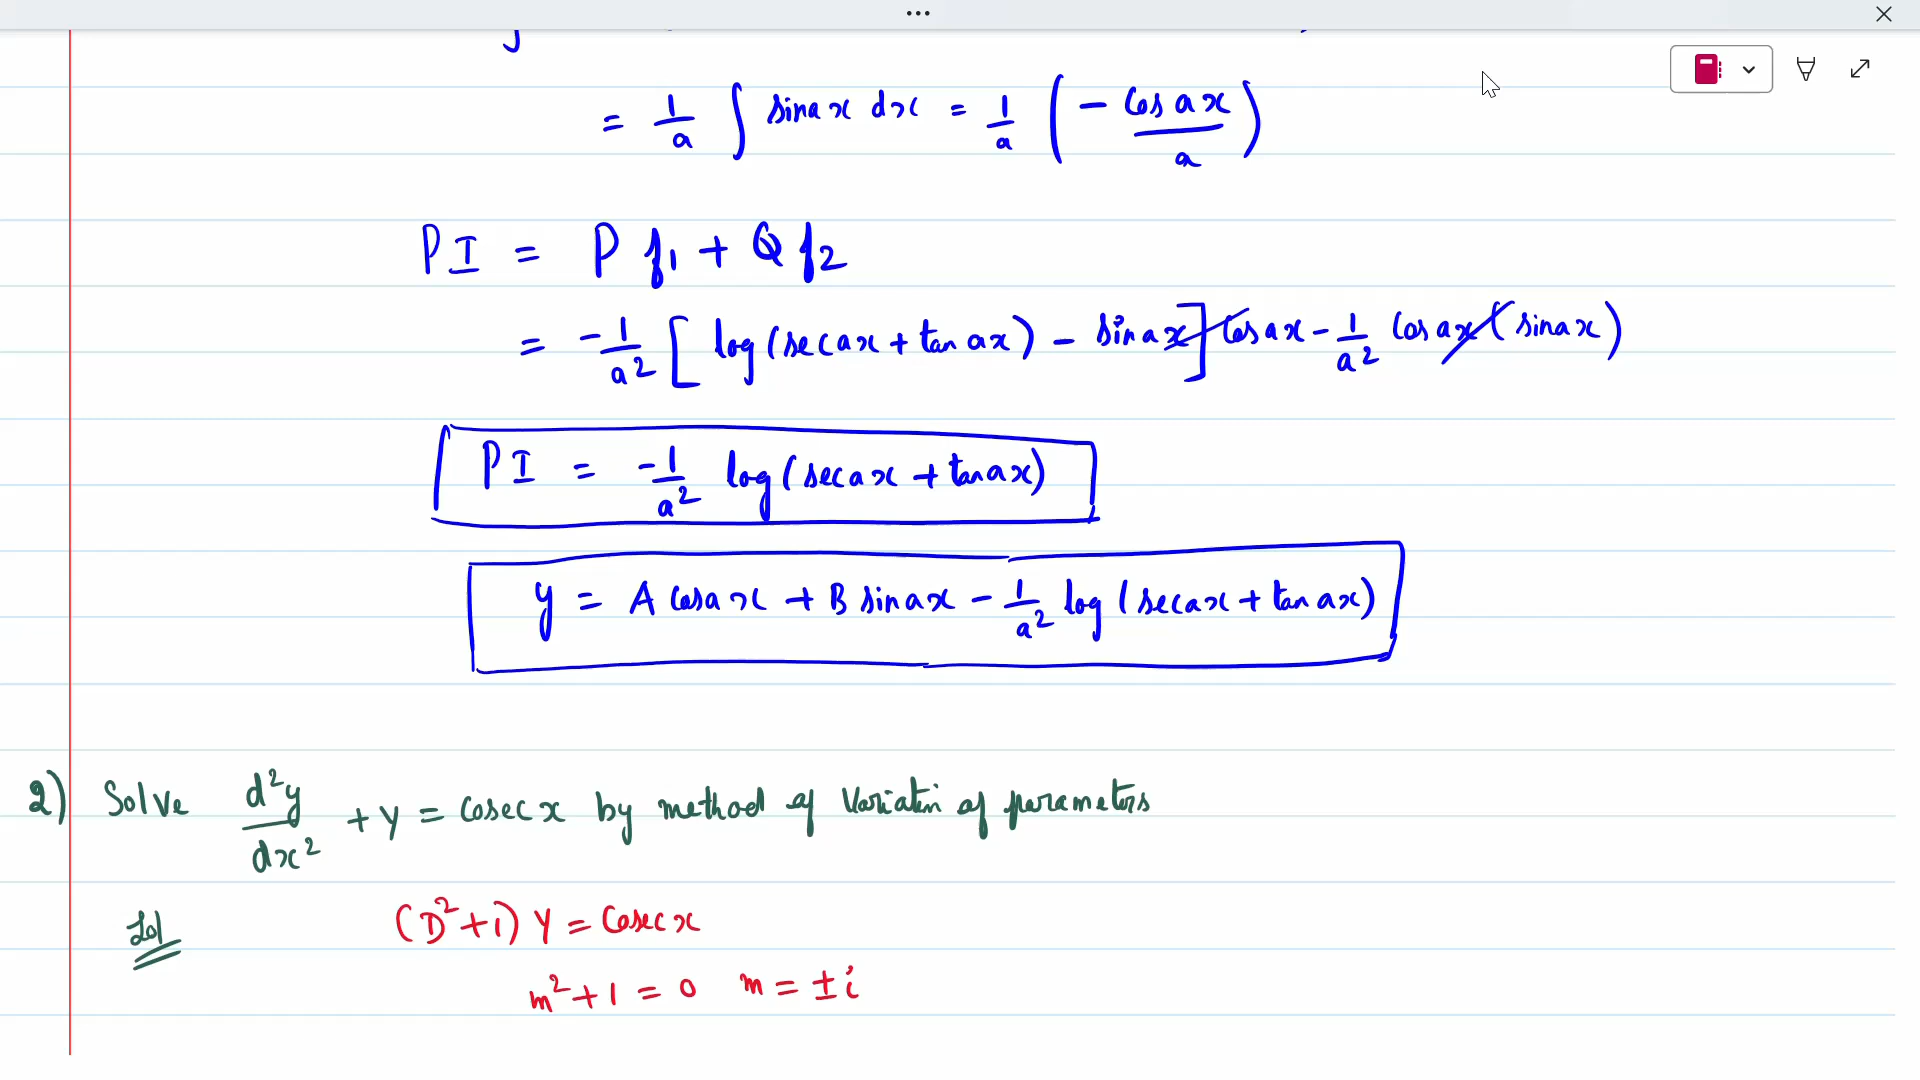 = 1/a ∫ sin ax dx = 1/a ( - cos ax / a )
PI = P f₁ + Q f₂
= -1/a² [ log(sec ax + tan ax) - sin ax ] cos ax - 1/a² cos ax (sin ax)
PI = -1/a² log(sec ax + tan ax)
y = A cos ax + B sin ax - 1/a² log(sec ax + tan ax)
2) Solve d²y/dx² + y = cosec x by method of variation of parameters
Sol
(D² + 1) y = cosec x
m² + 1 = 0 m = ± i